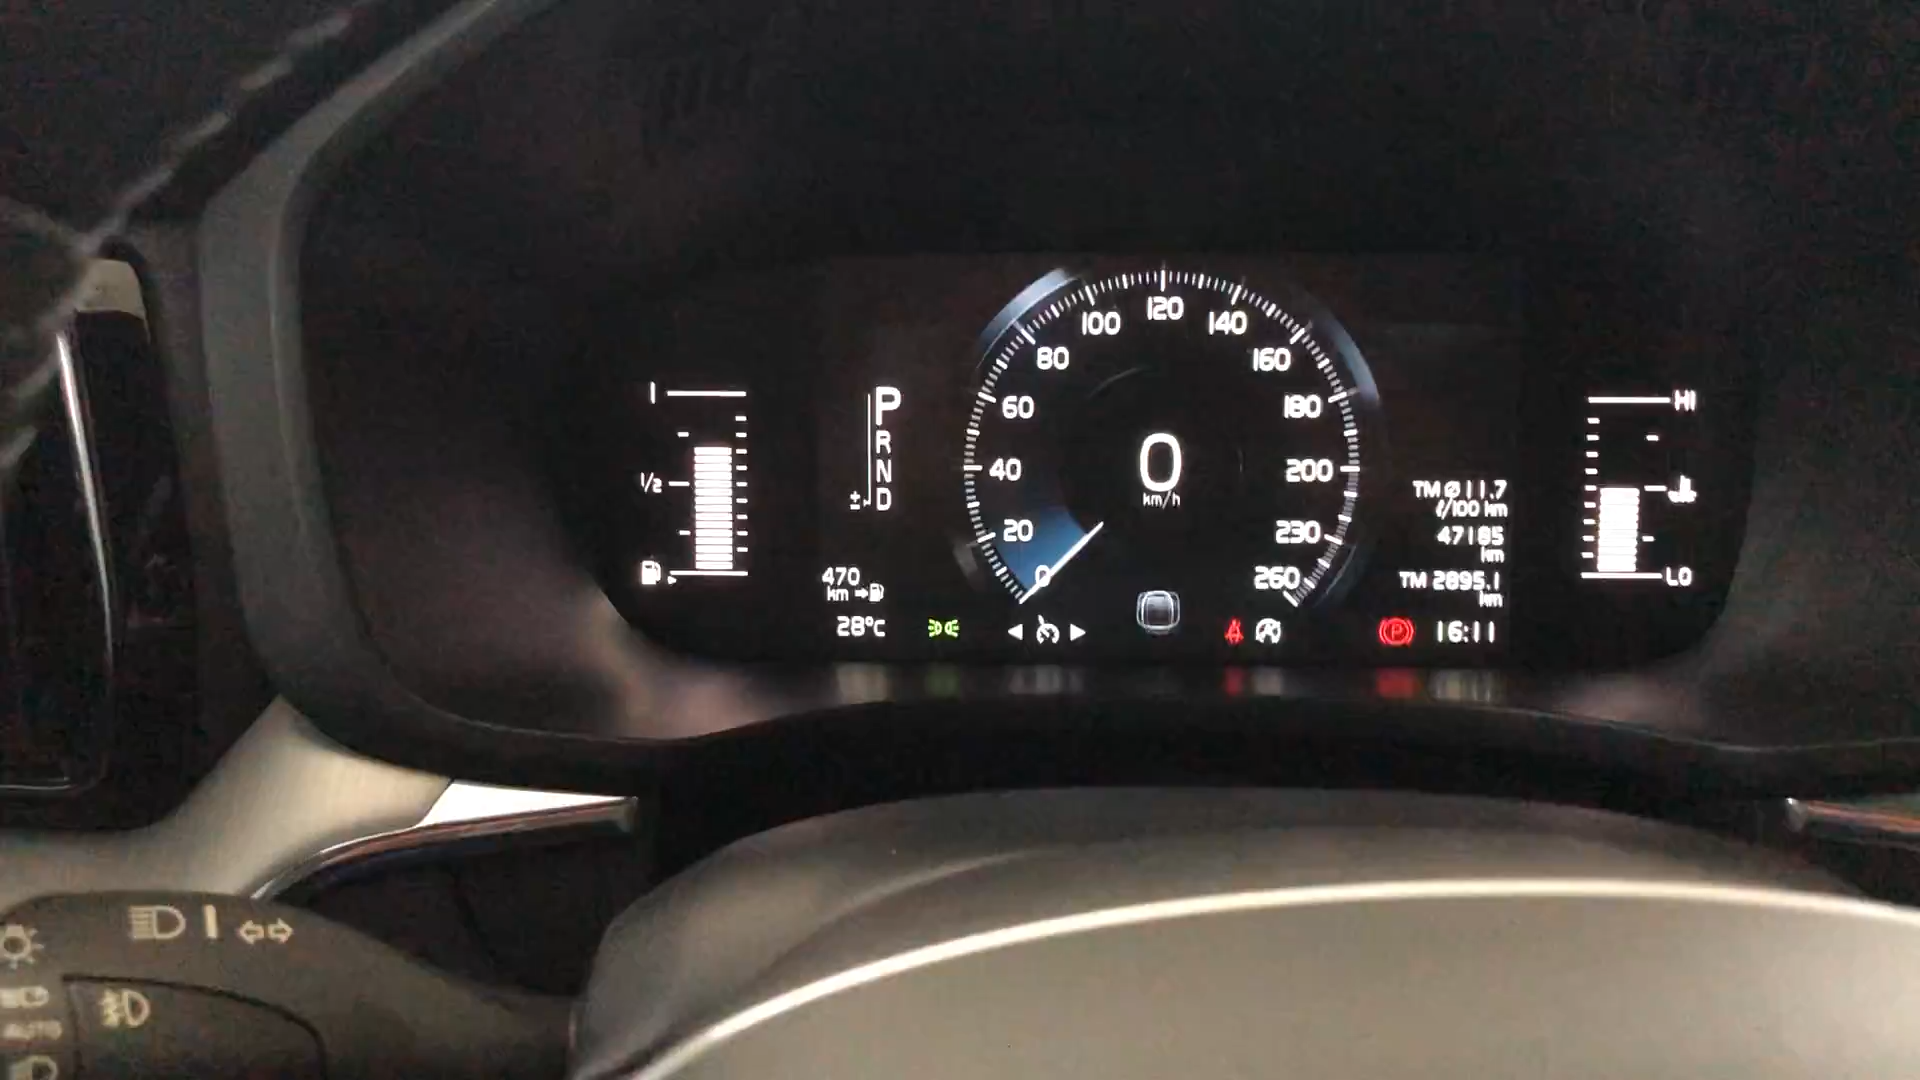 1
1/2
P
R
N
D
±
470
km
28°C
0
20
40
60
80
100
120
140
160
180
200
230
260
0
km/h
TM ø 11.7
ℓ/100 km
47185
km
TM 2895.1
km
P
16:11
HI
LO
AUTO